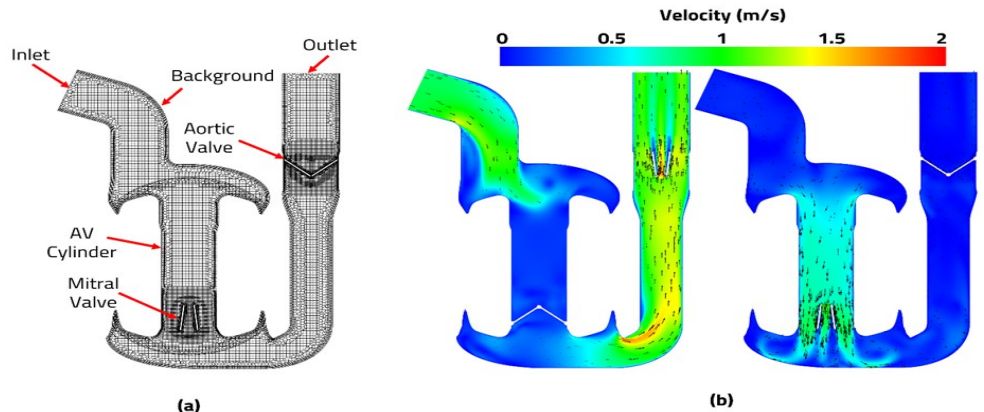 Inlet
Background
Outlet
Aortic
Valve
AV
Cylinder
Mitral
Valve
(a)
Velocity (m/s)
0 0.5 1 1.5 2
(b)